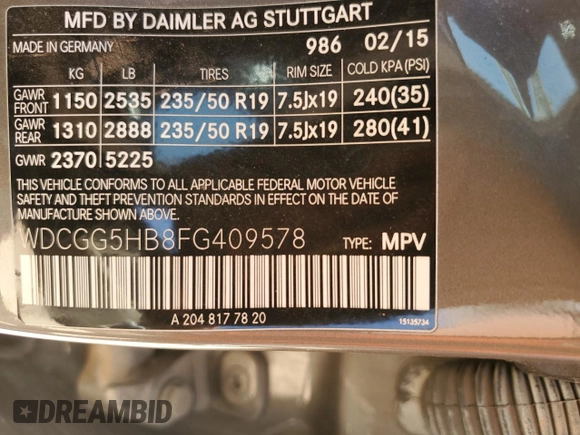 MFD BY DAIMLER AG STUTTGART
MADE IN GERMANY 986 02/15
KG LB TIRES RIM SIZE COLD KPA(PSI)
GAWR FRONT 1150 2535 235/50 R19 7.5Jx19 240(35)
GAWR REAR 1310 2888 235/50 R19 7.5Jx19 280(41)
GVWR 2370 5225
THIS VEHICLE CONFORMS TO ALL APPLICABLE FEDERAL MOTOR VEHICLE
SAFETY AND THEFT PREVENTION STANDARDS IN EFFECT ON THE DATE OF
MANUFACTURE SHOWN ABOVE.
WDCGG5HB8FG409578 TYPE: MPV
A 204 817 78 20
15135734
DREAMBID